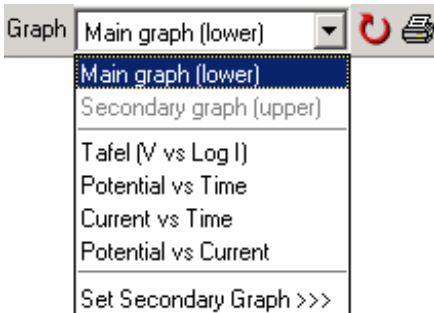 Graph Main graph (lower)
Main graph (lower)
Secondary graph (upper)
Tafel (V vs Log I)
Potential vs Time
Current vs Time
Potential vs Current
Set Secondary Graph >>>